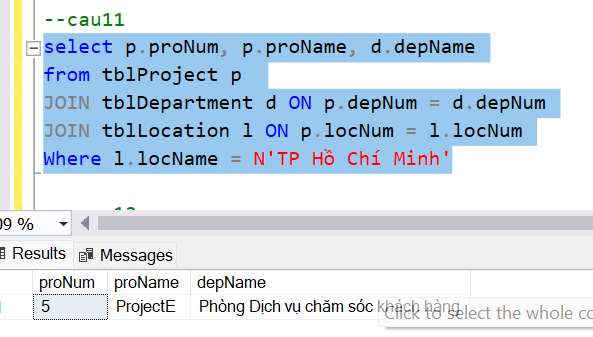 --cau11
select p.proNum, p.proName, d.depName
from tblProject p
JOIN tblDepartment d ON p.depNum = d.depNum
JOIN tblLocation l ON p.locNum = l.locNum
Where l.locName = N'TP Hồ Chí Minh'
09 %
Results Messages
proNum proName depName
5 ProjectE Phòng Dịch vụ chăm sóc khách hàng
Click to select the whole co